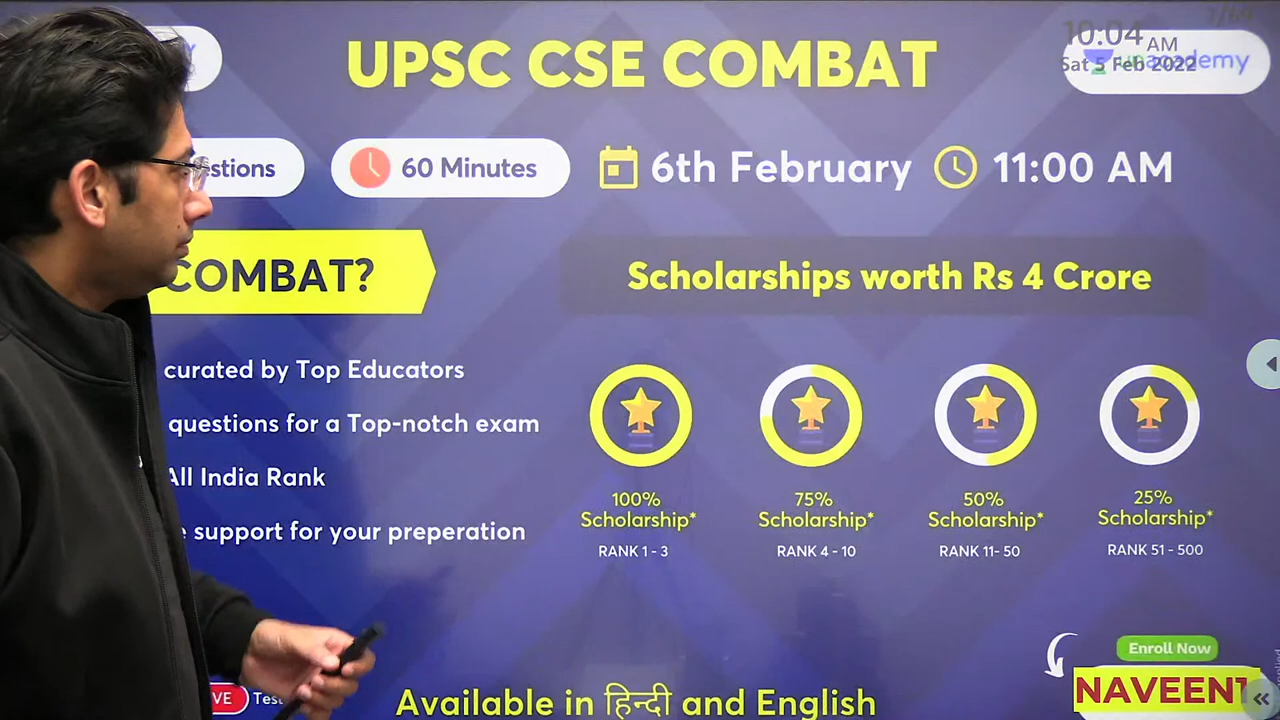 UPSC CSE COMBAT
7/69
10:04 AM
Sat 5 Feb 2022
60 Minutes
6th February
11:00 AM
COMBAT?
Scholarships worth Rs 4 Crore
curated by Top Educators
questions for a Top-notch exam
All India Rank
support for your preperation
100%
Scholarship*
RANK 1 - 3
75%
Scholarship*
RANK 4 - 10
50%
Scholarship*
RANK 11- 50
25%
Scholarship*
RANK 51 - 500
Enroll Now
NAVEENT
Available in हिन्दी and English